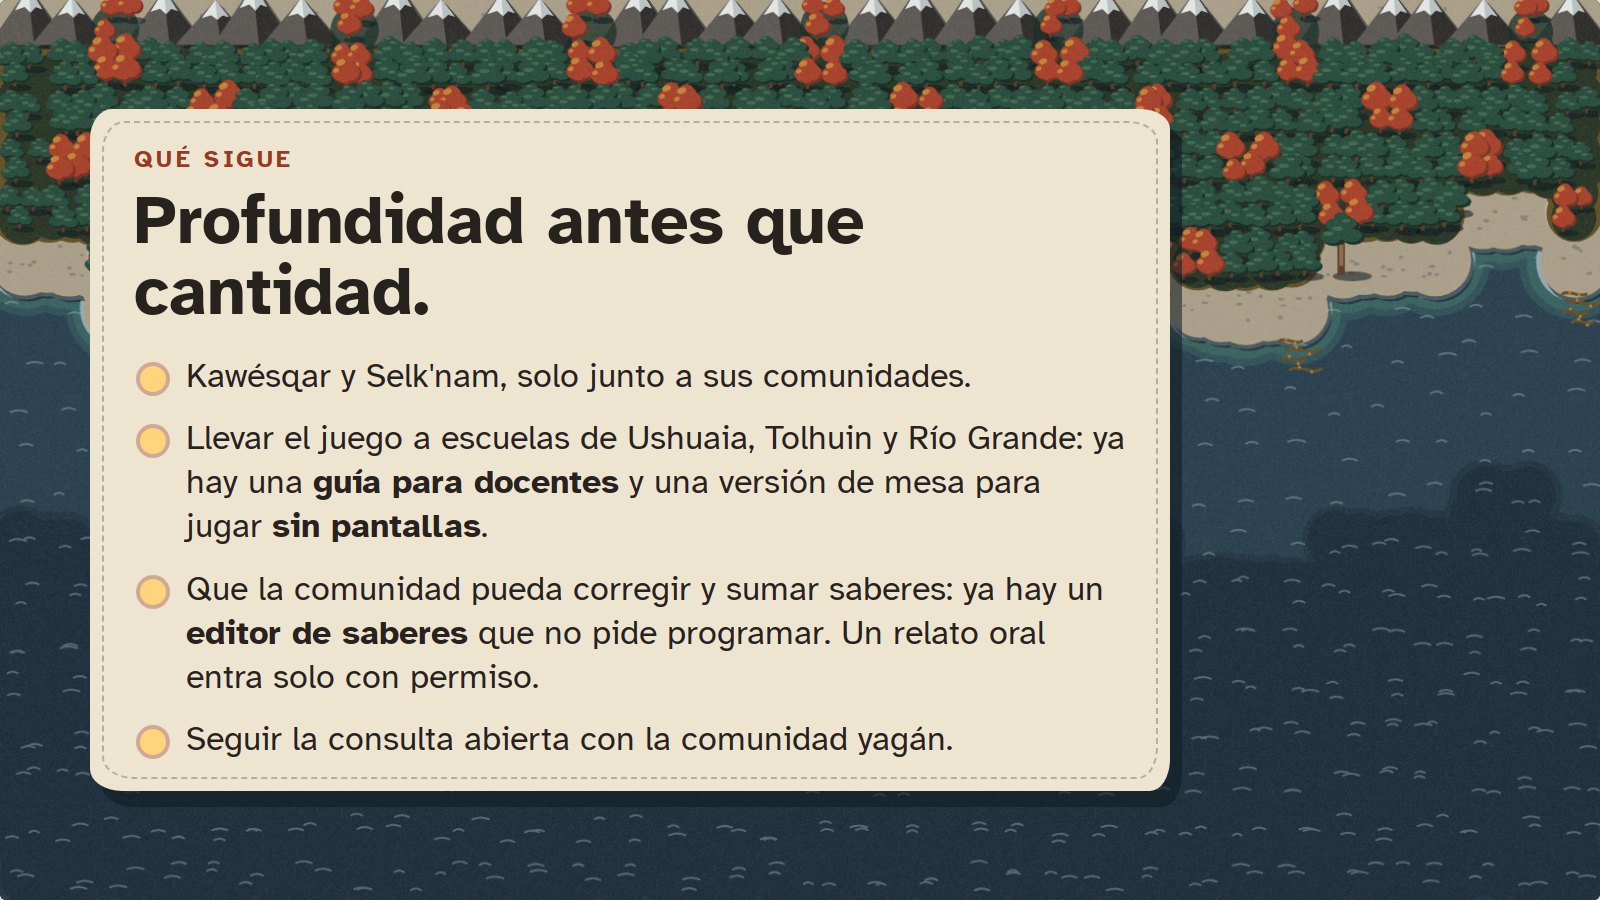 QUÉ SIGUE
Profundidad antes que
cantidad.
Kawésqar y Selk'nam, solo junto a sus comunidades.
Llevar el juego a escuelas de Ushuaia, Tolhuin y Río Grande: ya
hay una guía para docentes y una versión de mesa para
jugar sin pantallas.
Que la comunidad pueda corregir y sumar saberes: ya hay un
editor de saberes que no pide programar. Un relato oral
entra solo con permiso.
Seguir la consulta abierta con la comunidad yagán.